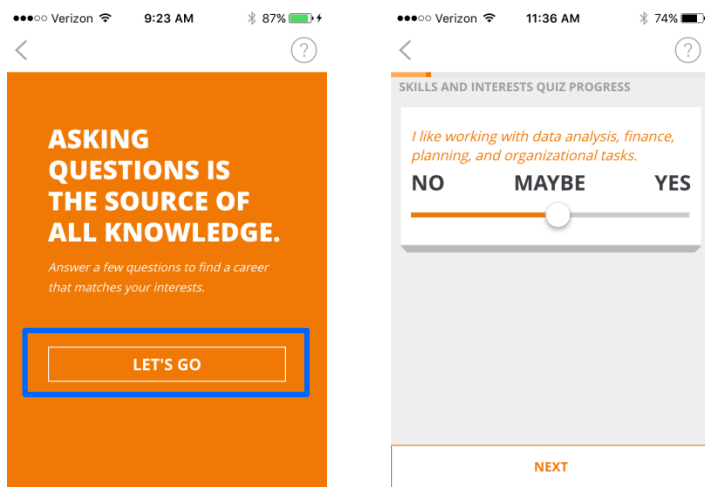 Verizon 9:23 AM 87%
?
ASKING
QUESTIONS IS
THE SOURCE OF
ALL KNOWLEDGE.
Answer a few questions to find a career
that matches your interests.
LET'S GO
Verizon 11:36 AM 74%
?
SKILLS AND INTERESTS QUIZ PROGRESS
I like working with data analysis, finance,
planning, and organizational tasks.
NO MAYBE YES
NEXT